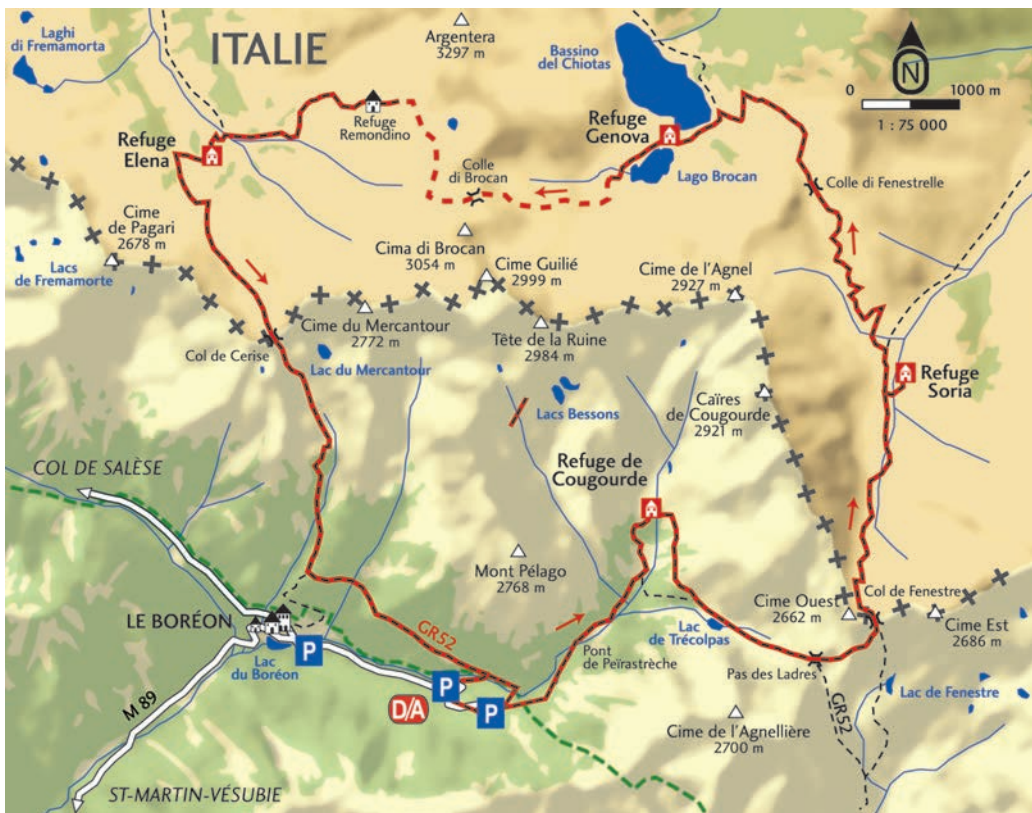 Laghi
di Fremamorta
ITALIE
Argentera
3297 m
Bassino
del Chiotas
N
0 1000 m
1 : 75 000
Refuge
Remondino
Refuge
Genova
Refuge
Elena
Colle
di Brocan
Lago Brocan
Colle di Fenestrelle
Cime
de Pagari
2678 m
Lacs
de Fremamorte
Cima di Brocan
3054 m
Cime Guilié
2999 m
Cime de l'Agnel
2927 m
Cime du Mercantour
2772 m
Tête de la Ruine
2984 m
Col de Cerise
Lac du Mercantour
Refuge
Soria
Lacs Bessons
Caïres
de Cougourde
2921 m
COL DE SALÈSE
Refuge de
Cougourde
Mont Pélago
2768 m
Col de Fenestre
Cime Ouest
2662 m
Cime Est
2686 m
LE BORÉON
GR52
Lac
de Trécolpas
Pont
de Peïrastrèche
Lac
du Boréon
P
P
P
D/A
Pas des Ladres
Lac de Fenestre
M 89
GR52
Cime de l'Agnellière
2700 m
ST-MARTIN-VÉSUBIE